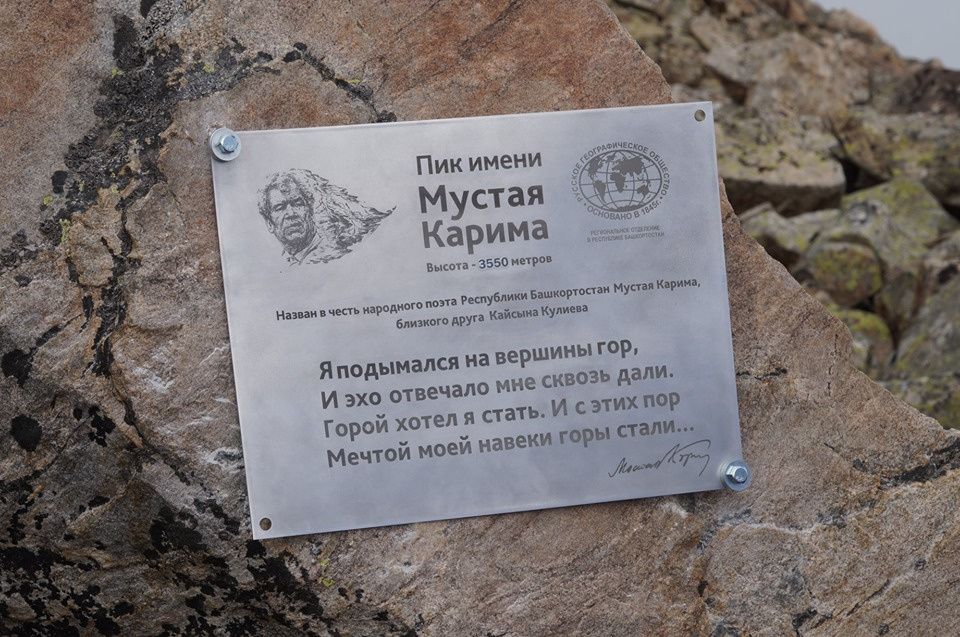 Пик имени
Мустая
Карима
Высота - 3550 метров
РУССКОЕ ГЕОГРАФИЧЕСКОЕ ОБЩЕСТВО
ОСНОВАНО В 1845г.
РЕГИОНАЛЬНОЕ ОТДЕЛЕНИЕ
В РЕСПУБЛИКЕ БАШКОРТОСТАН
Назван в честь народного поэта Республики Башкортостан Мустая Карима,
близкого друга Кайсына Кулиева
Я подымался на вершины гор,
И эхо отвечало мне сквозь дали.
Горой хотел я стать. И с этих пор
Мечтой моей навеки горы стали...